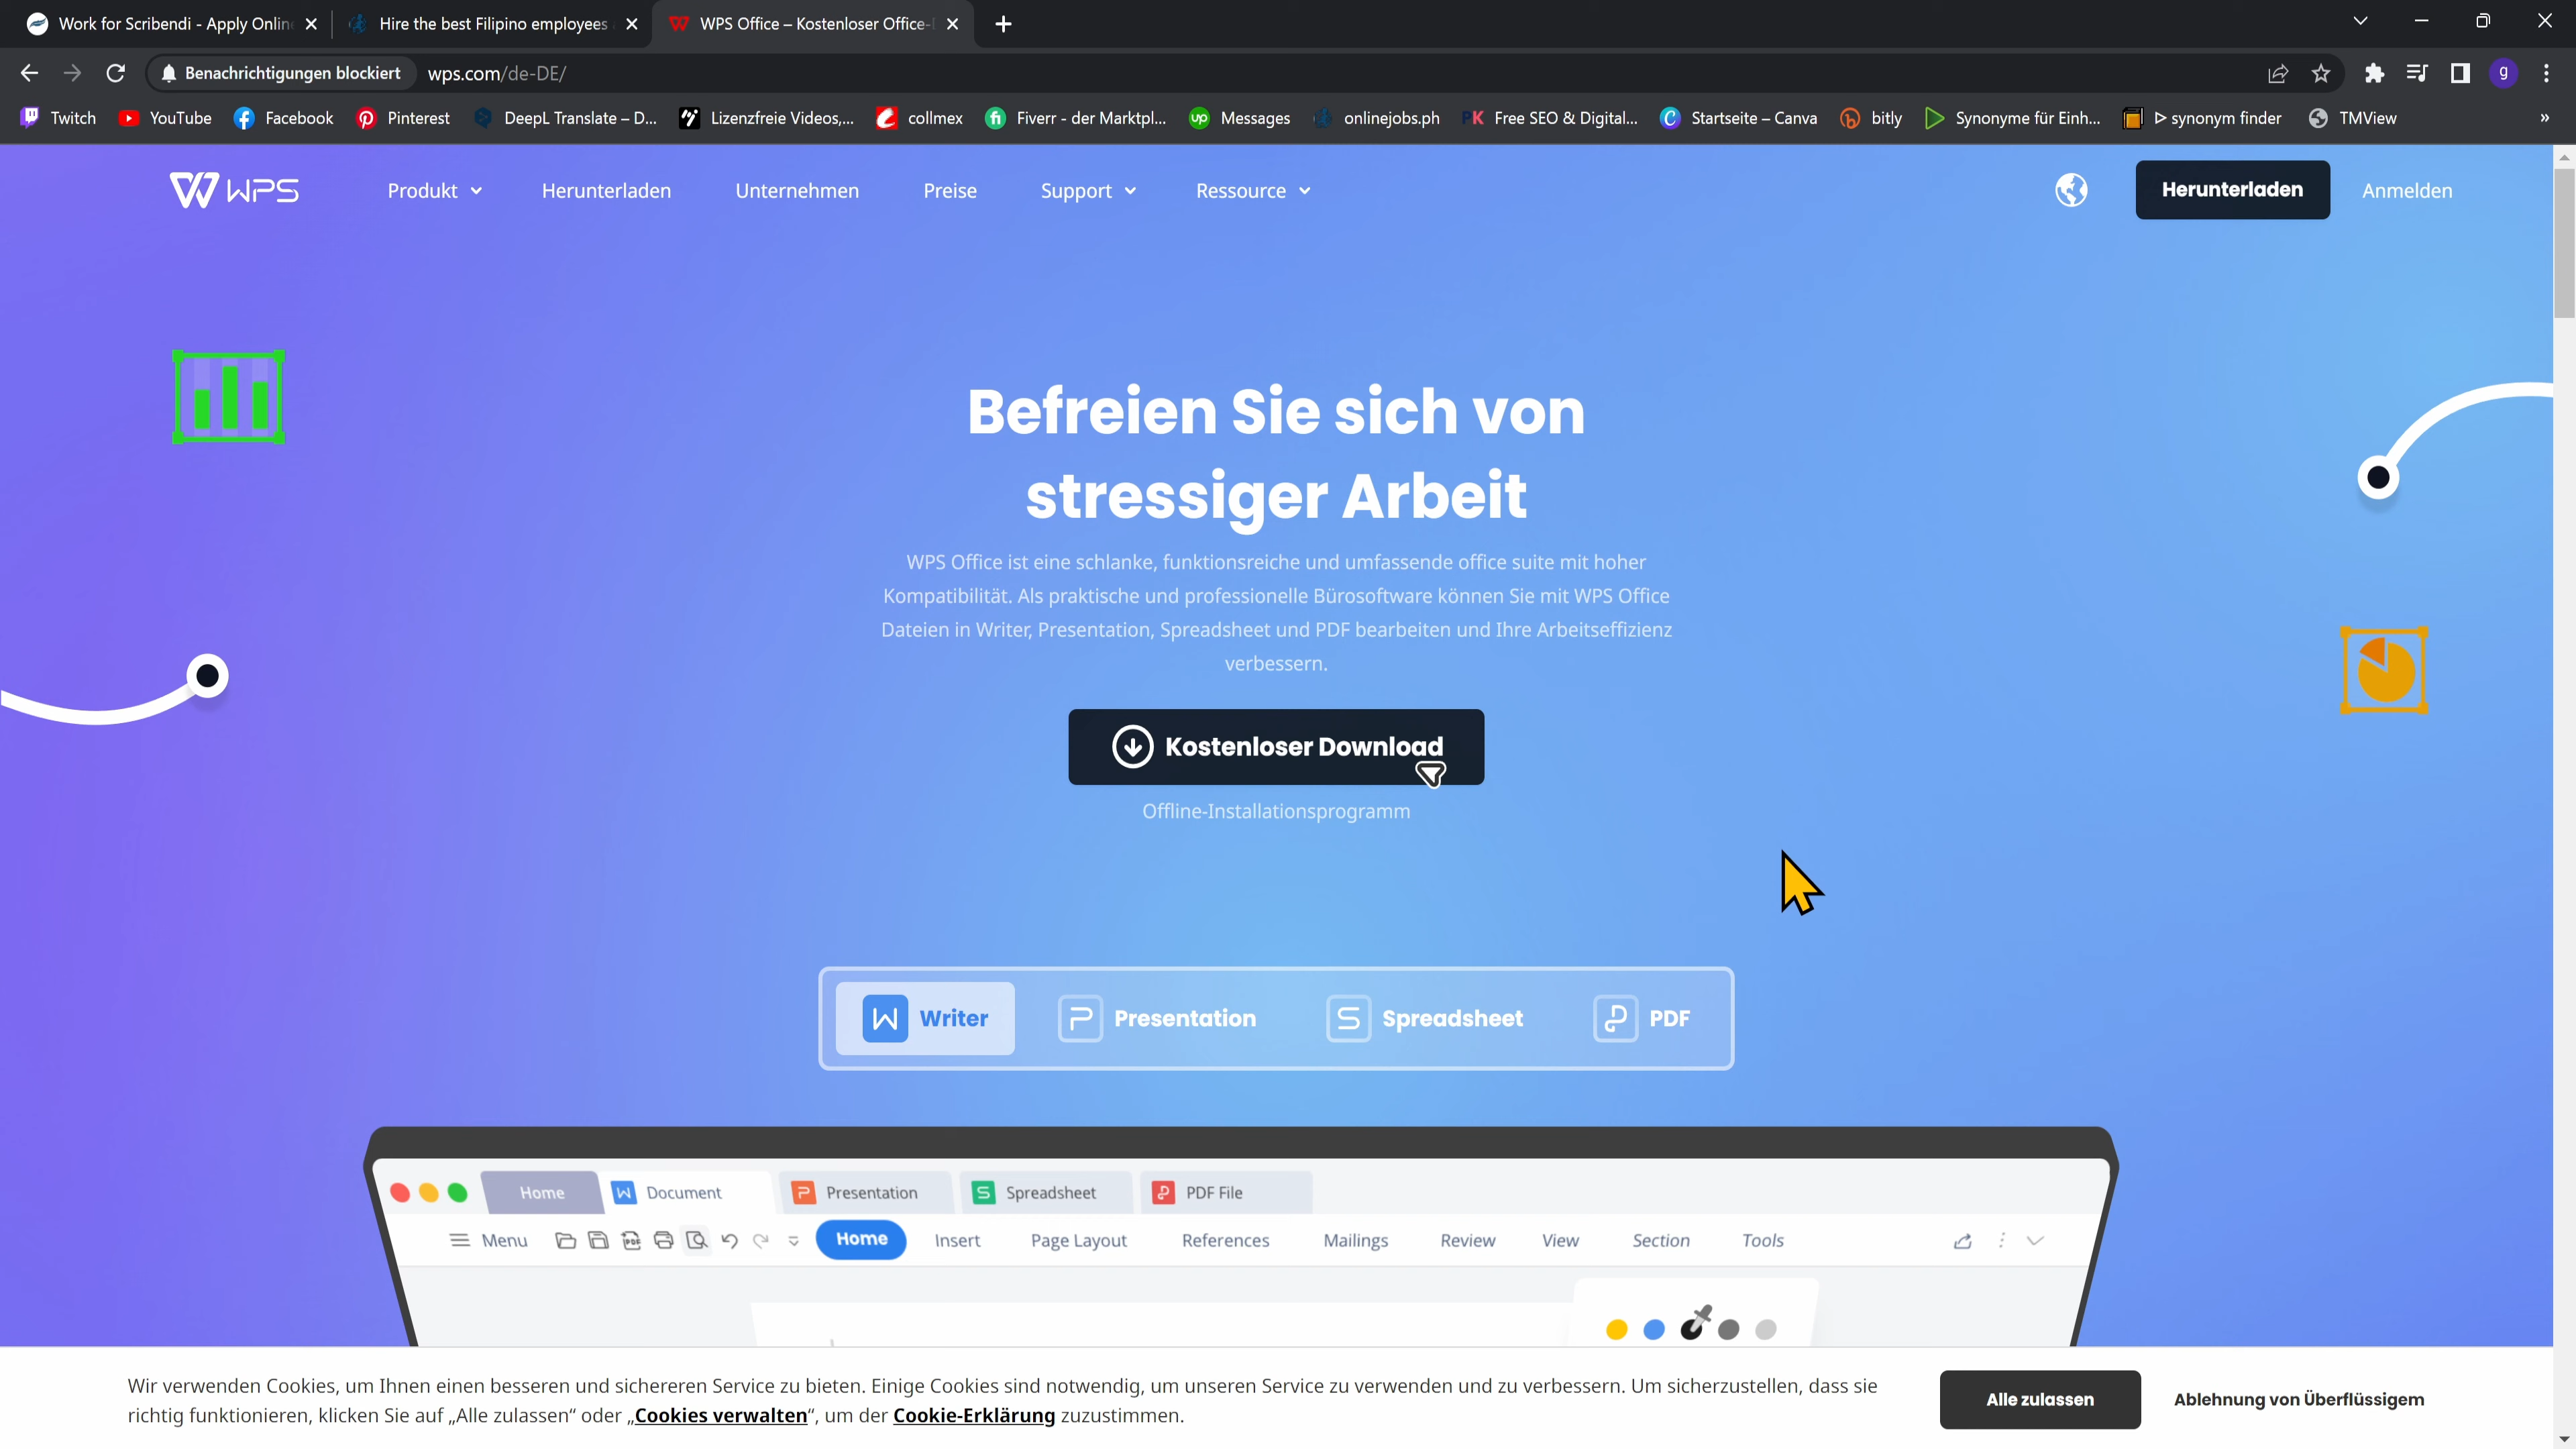 Work for Scribendi - Apply Onlin
Hire the best Filipino employees
WPS Office – Kostenloser Office-
Benachrichtigungen blockiert
wps.com/de-DE/
g
Twitch
YouTube
Facebook
Pinterest
DeepL Translate – D...
Lizenzfreie Videos,...
collmex
Fiverr - der Marktpl...
Messages
onlinejobs.ph
PK
Free SEO & Digital...
Startseite – Canva
bitly
Synonyme für Einh...
ᐅ synonym finder
TMView
»
WPS
Produkt
Herunterladen
Unternehmen
Preise
Support
Ressource
Herunterladen
Anmelden
Befreien Sie sich von
stressiger Arbeit
WPS Office ist eine schlanke, funktionsreiche und umfassende office suite mit hoher
Kompatibilität. Als praktische und professionelle Bürosoftware können Sie mit WPS Office
Dateien in Writer, Presentation, Spreadsheet und PDF bearbeiten und Ihre Arbeitseffizienz
verbessern.
Kostenloser Download
Offline-Installationsprogramm
Writer
Presentation
Spreadsheet
PDF
Home
Document
Presentation
Spreadsheet
PDF File
Menu
Home
Insert
Page Layout
References
Mailings
Review
View
Section
Tools
Wir verwenden Cookies, um Ihnen einen besseren und sichereren Service zu bieten. Einige Cookies sind notwendig, um unseren Service zu verwenden und zu verbessern. Um sicherzustellen, dass sie
richtig funktionieren, klicken Sie auf „Alle zulassen“ oder „Cookies verwalten“, um der Cookie-Erklärung zuzustimmen.
Alle zulassen
Ablehnung von Überflüssigem